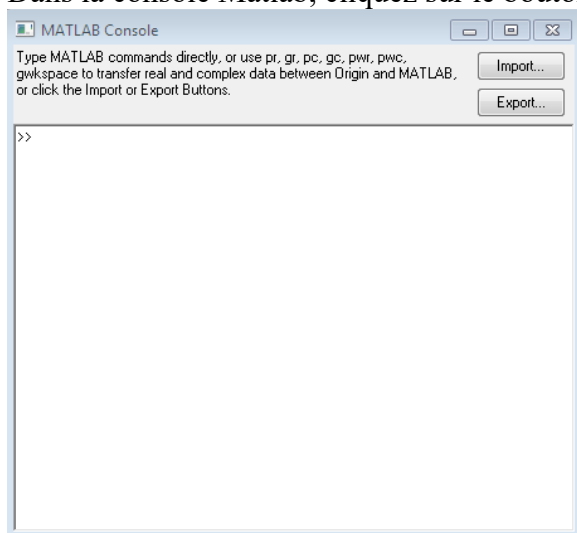 Dans la console Matlab, cliquez sur le bouto
MATLAB Console
Type MATLAB commands directly, or use pr, gr, pc, gc, pwr, pwc,
gwkspace to transfer real and complex data between Origin and MATLAB,
or click the Import or Export Buttons.
Import...
Export...
>>